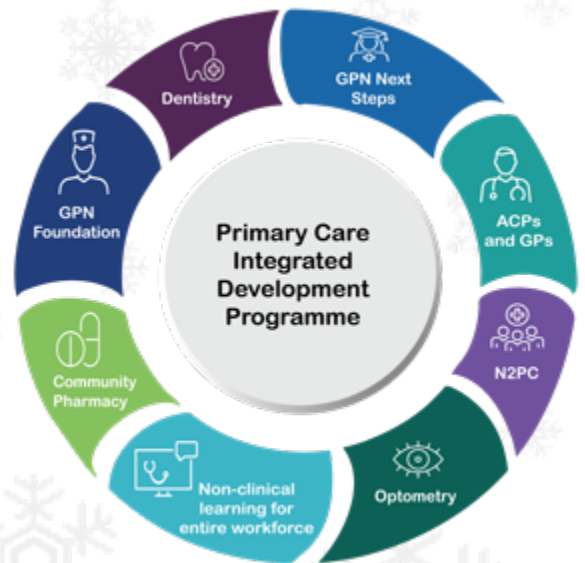 Primary Care
Integrated
Development
Programme
GPN Next
Steps
ACPs
and GPs
N2PC
Optometry
Non-clinical
learning for
entire workforce
Community
Pharmacy
GPN
Foundation
Dentistry